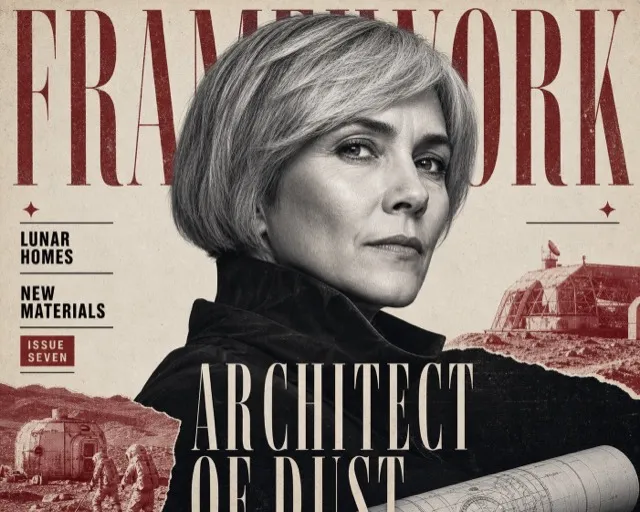 FRAMEWORK
LUNAR
HOMES
NEW
MATERIALS
ISSUE
SEVEN
ARCHITECT
OF DUST